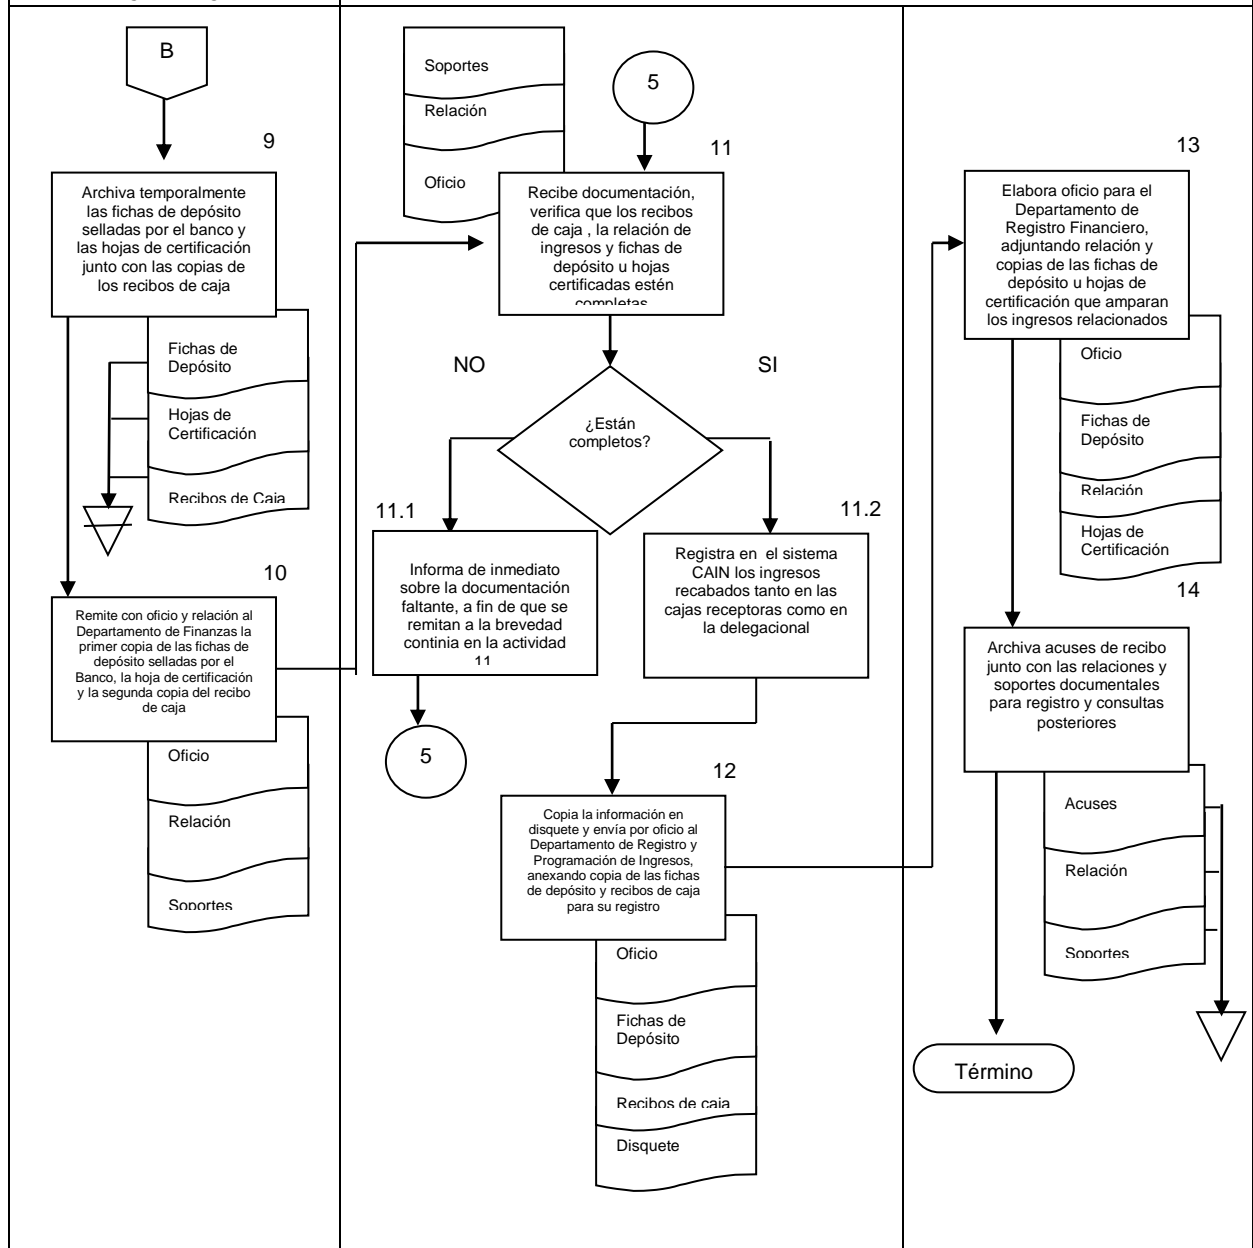 B
9
Archiva temporalmente
las fichas de depósito
selladas por el banco y
las hojas de certificación
junto con las copias de
los recibos de caja
Fichas de
Depósito
Hojas de
Certificación
Recibos de Caja
10
Remite con oficio y relación al
Departamento de Finanzas la
primer copia de las fichas de
depósito selladas por el
Banco, la hoja de certificación
y la segunda copia del recibo
de caja
Oficio
Relación
Soportes
Soportes
Relación
Oficio
5
11
Recibe documentación,
verifica que los recibos
de caja , la relación de
ingresos y fichas de
depósito u hojas
certificadas estén
completas
NO
SI
¿Están
completos?
11.1
Informa de inmediato
sobre la documentación
faltante, a fin de que se
remitan a la brevedad
continia en la actividad
11
5
11.2
Registra en el sistema
CAIN los ingresos
recabados tanto en las
cajas receptoras como en
la delegacional
12
Copia la información en
disquete y envía por oficio al
Departamento de Registro y
Programación de Ingresos,
anexando copia de las fichas
de depósito y recibos de caja
para su registro
Oficio
Fichas de
Depósito
Recibos de caja
Disquete
13
Elabora oficio para el
Departamento de
Registro Financiero,
adjuntando relación y
copias de las fichas de
depósito u hojas de
certificación que amparan
los ingresos relacionados
Oficio
Fichas de
Depósito
Relación
Hojas de
Certificación
14
Archiva acuses de recibo
junto con las relaciones y
soportes documentales
para registro y consultas
posteriores
Acuses
Relación
Soportes
Término